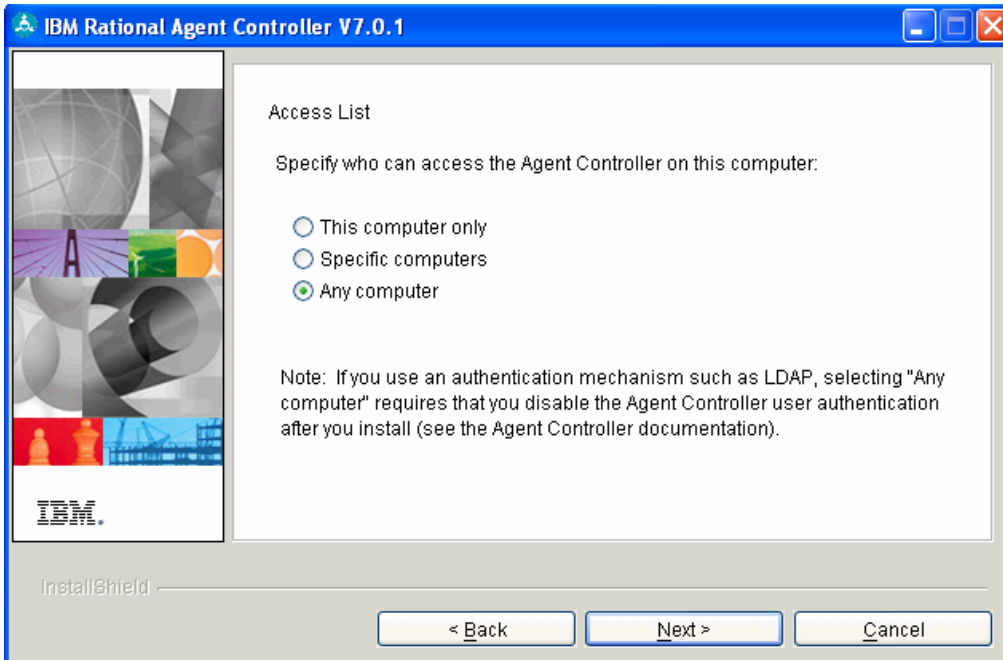 IBM Rational Agent Controller V7.0.1
Access List
Specify who can access the Agent Controller on this computer:
This computer only
Specific computers
Any computer
Note: If you use an authentication mechanism such as LDAP, selecting "Any
computer" requires that you disable the Agent Controller user authentication
after you install (see the Agent Controller documentation).
IBM.
InstallShield
< Back
Next >
Cancel